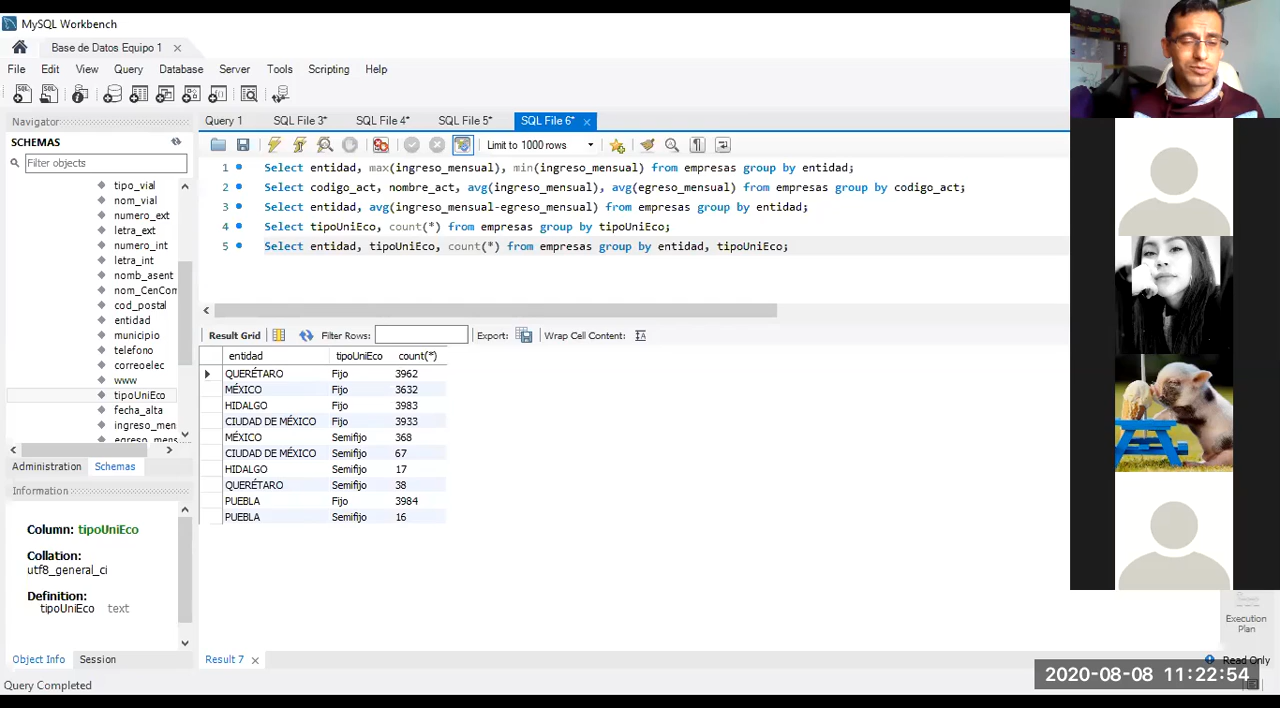 MySQL Workbench
Base de Datos Equipo 1
File Edit View Query Database Server Tools Scripting Help
Navigator
Query 1 SQL File 3* SQL File 4* SQL File 5* SQL File 6*
SCHEMAS
Limit to 1000 rows
Filter objects
1 Select entidad, max(ingreso_mensual), min(ingreso_mensual) from empresas group by entidad;
2 Select codigo_act, nombre_act, avg(ingreso_mensual), avg(egreso_mensual) from empresas group by codigo_act;
3 Select entidad, avg(ingreso_mensual-egreso_mensual) from empresas group by entidad;
4 Select tipoUniEco, count(*) from empresas group by tipoUniEco;
5 Select entidad, tipoUniEco, count(*) from empresas group by entidad, tipoUniEco;
tipo_vial
nom_vial
numero_ext
letra_ext
numero_int
letra_int
nomb_asent
nom_CenCom
cod_postal
entidad
municipio
telefono
correoelec
www
tipoUniEco
fecha_alta
ingreso_men
egreso_mens
Administration Schemas
Result Grid Filter Rows: Export: Wrap Cell Content:
entidad tipoUniEco count(*)
QUERÉTARO Fijo 3962
MÉXICO Fijo 3632
HIDALGO Fijo 3983
CIUDAD DE MÉXICO Fijo 3933
MÉXICO Semifijo 368
CIUDAD DE MÉXICO Semifijo 67
HIDALGO Semifijo 17
QUERÉTARO Semifijo 38
PUEBLA Fijo 3984
PUEBLA Semifijo 16
Information
Column: tipoUniEco
Collation:
utf8_general_ci
Definition:
tipoUniEco text
Object Info Session
Result 7
Execution
Plan
Read Only
Query Completed
2020-08-08 11:22:54